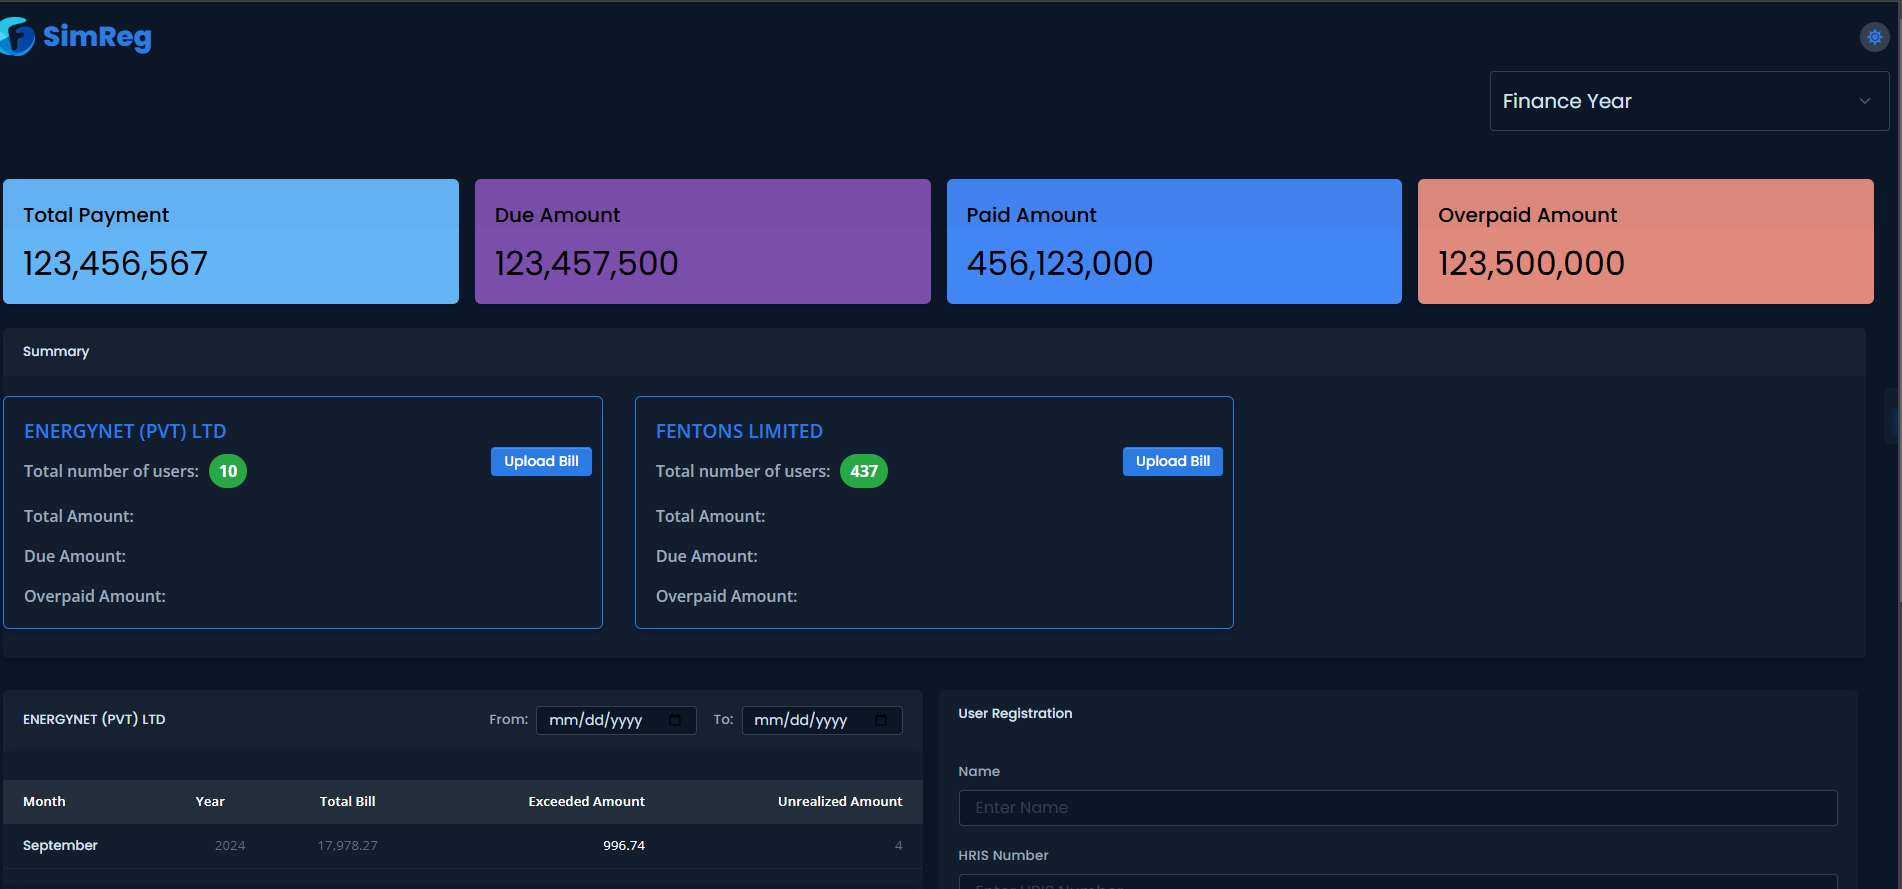 SimReg
Finance Year
Total Payment
123,456,567
Due Amount
123,457,500
Paid Amount
456,123,000
Overpaid Amount
123,500,000
Summary
ENERGYNET (PVT) LTD
Total number of users: 10
Upload Bill
Total Amount:
Due Amount:
Overpaid Amount:
FENTONS LIMITED
Total number of users: 437
Upload Bill
Total Amount:
Due Amount:
Overpaid Amount:
ENERGYNET (PVT) LTD From: mm/dd/yyyy To: mm/dd/yyyy
Month Year Total Bill Exceeded Amount Unrealized Amount
September 2024 17,978.27 996.74 4
User Registration
Name
Enter Name
HRIS Number
Enter HRIS Number